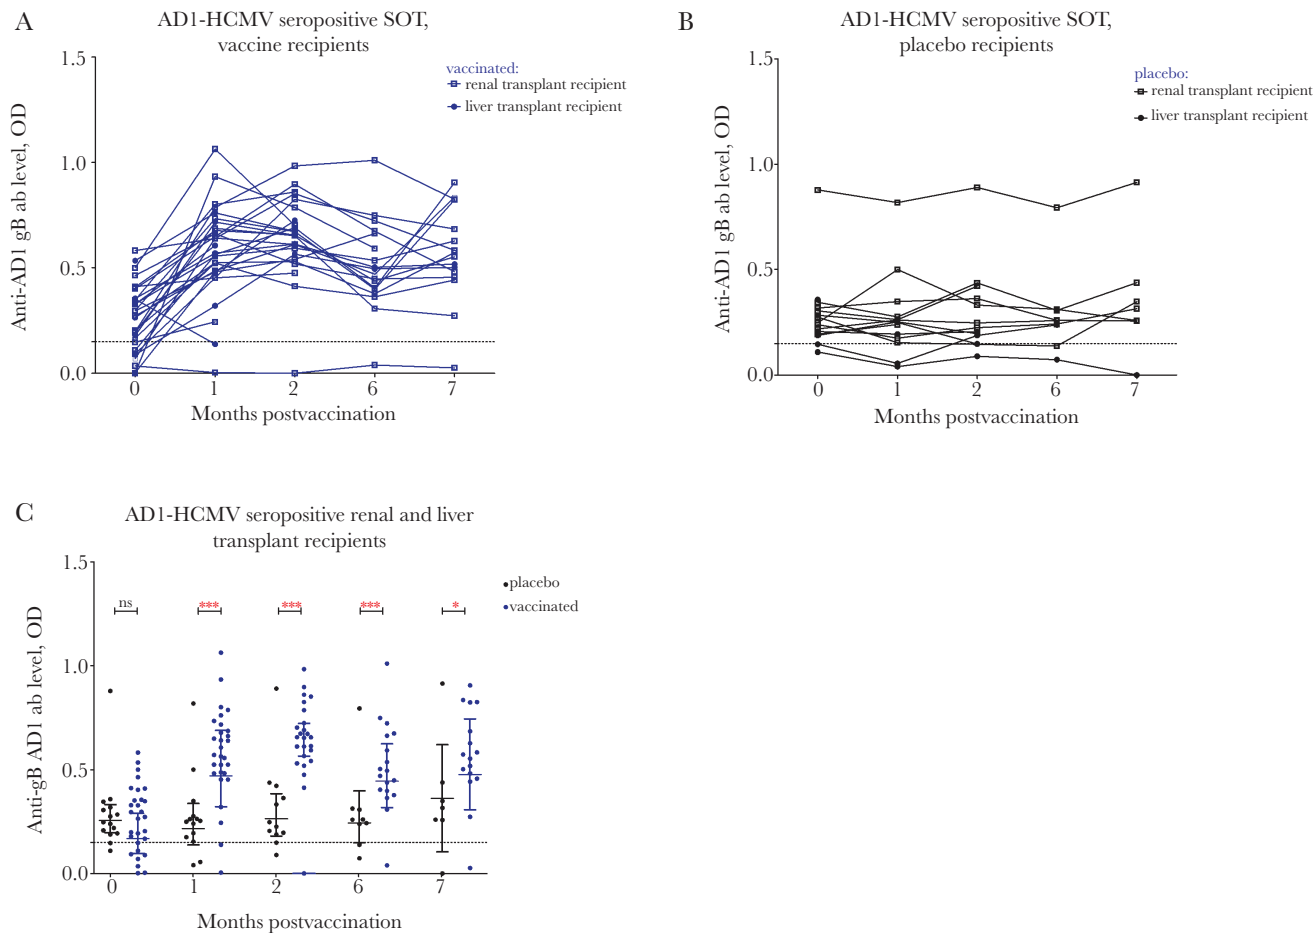 A
AD1-HCMV seropositive SOT,
vaccine recipients
1.5
1.0
0.5
0.0
Anti-AD1 gB ab level, OD
vaccinated:
renal transplant recipient
liver transplant recipient
0 1 2 6 7
Months postvaccination
B
AD1-HCMV seropositive SOT,
placebo recipients
1.5
1.0
0.5
0.0
Anti-AD1 gB ab level, OD
placebo:
renal transplant recipient
liver transplant recipient
0 1 2 6 7
Months postvaccination
C
AD1-HCMV seropositive renal and liver
transplant recipients
1.5
1.0
0.5
0.0
Anti-gB AD1 ab level, OD
ns *** *** *** *
placebo
vaccinated
0 1 2 6 7
Months postvaccination